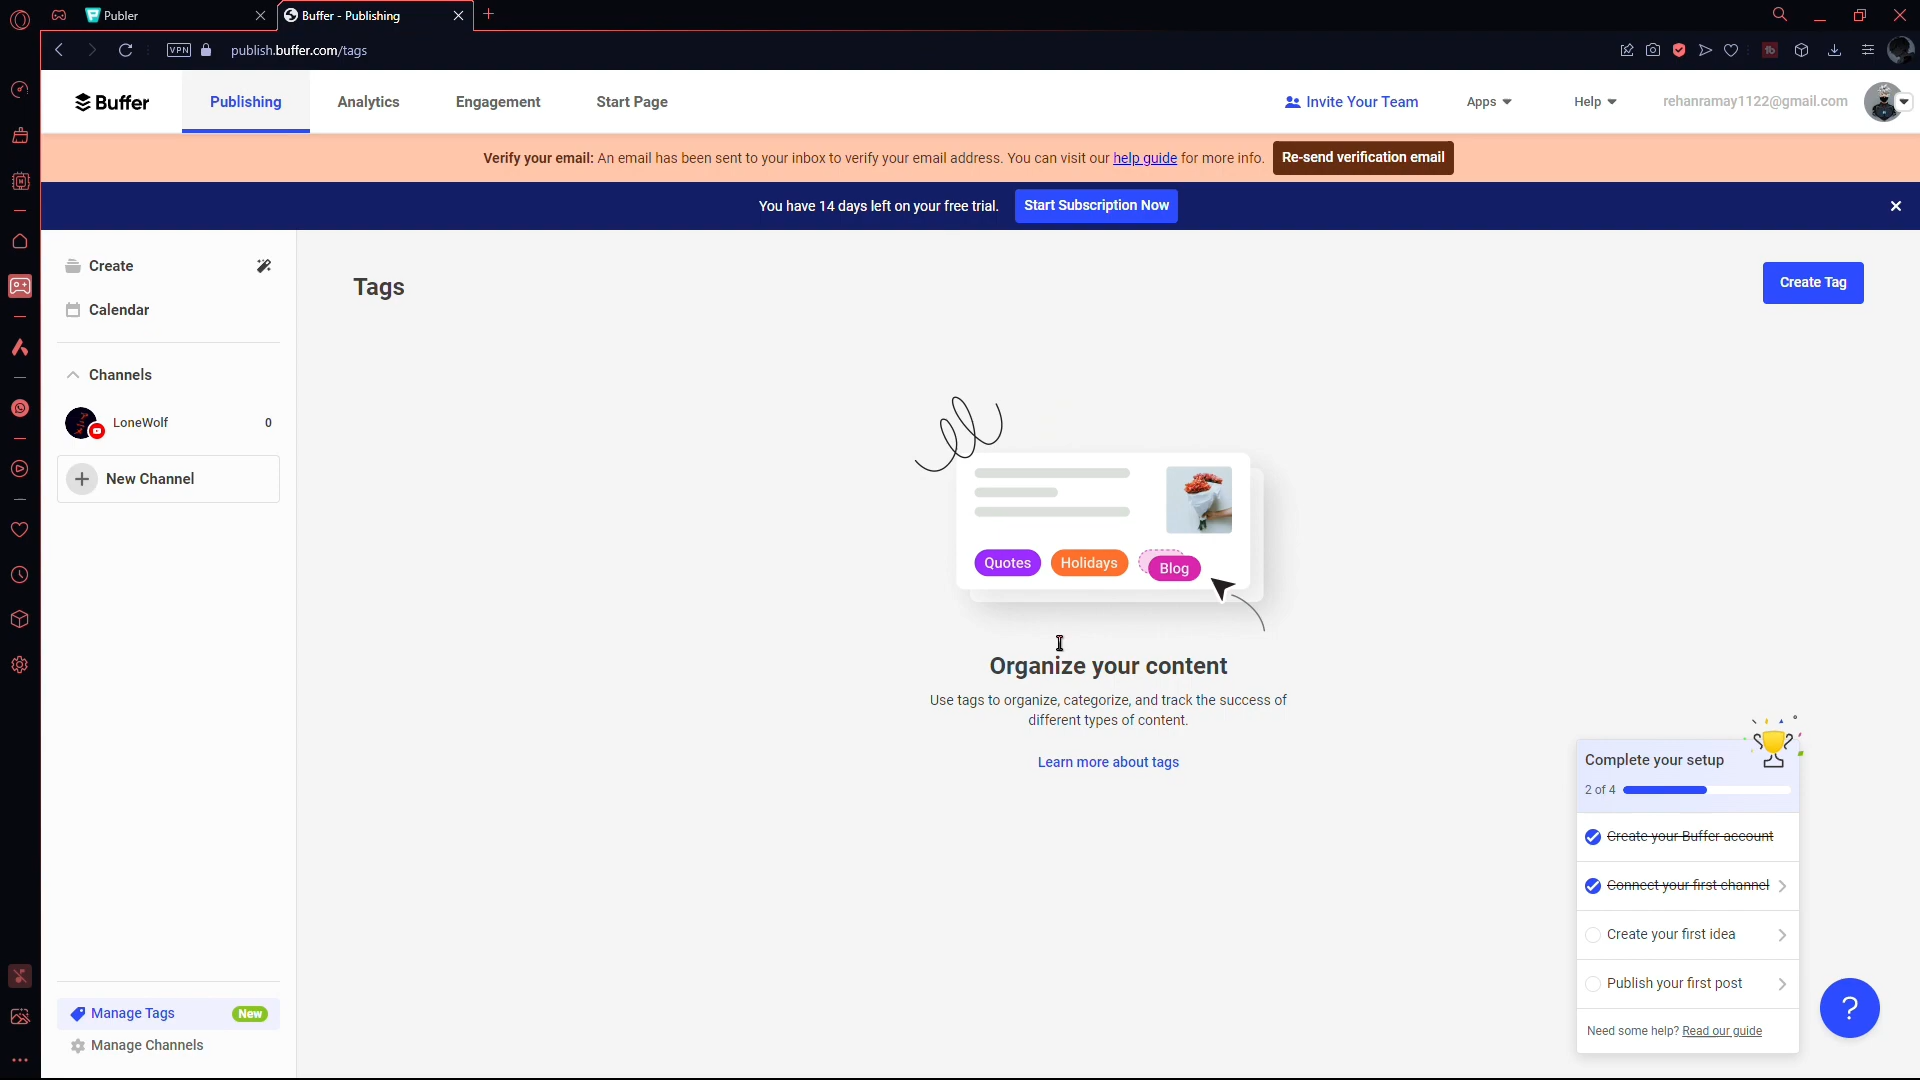 Publer
Buffer - Publishing
VPN
publish.buffer.com/tags
Buffer
Publishing
Analytics
Engagement
Start Page
Invite Your Team
Apps
Help
rehanramay1122@gmail.com
Verify your email: An email has been sent to your inbox to verify your email address. You can visit our help guide for more info.
Re-send verification email
You have 14 days left on your free trial.
Start Subscription Now
Create
Calendar
Channels
LoneWolf
0
New Channel
Tags
Create Tag
Quotes
Holidays
Blog
Organize your content
Use tags to organize, categorize, and track the success of
different types of content.
Learn more about tags
Complete your setup
2 of 4
Create your Buffer account
Connect your first channel
Create your first idea
Publish your first post
Need some help? Read our guide
?
Manage Tags
New
Manage Channels